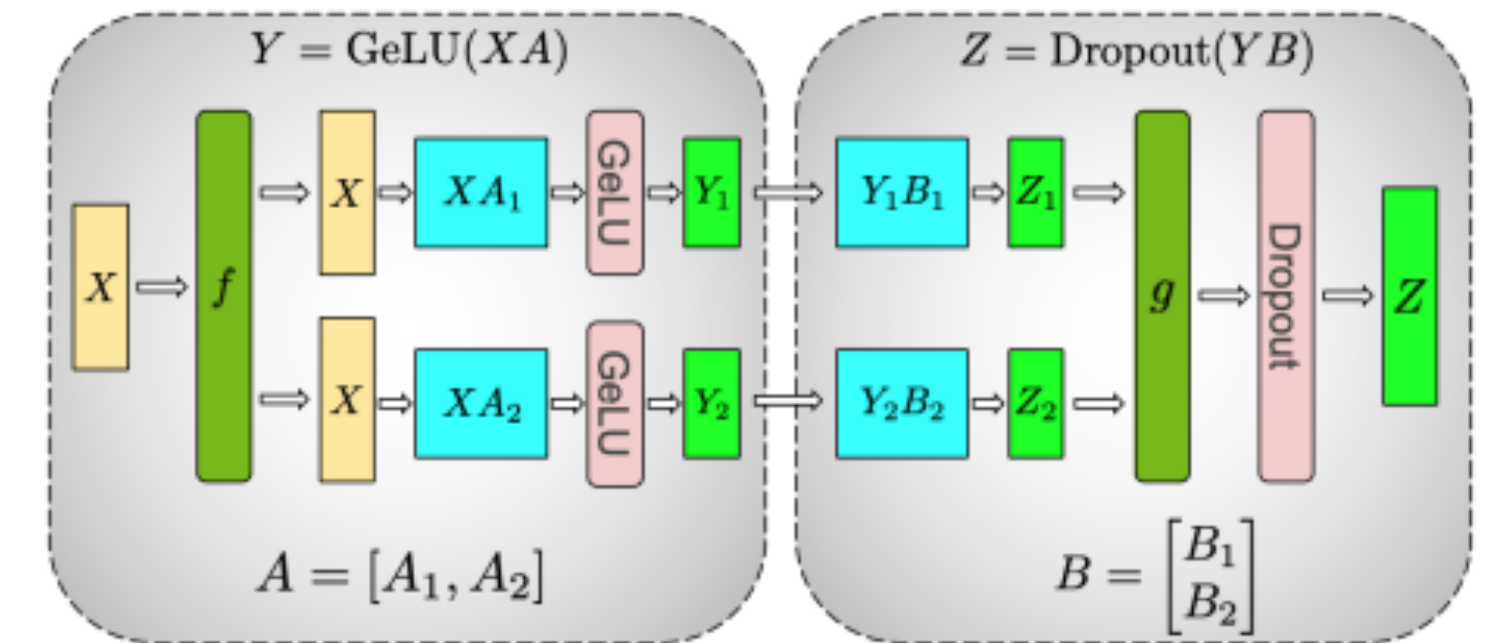 Y = GeLU(XA)
X
f
X
XA₁
GeLU
Y₁
X
XA₂
GeLU
Y₂
A = [A₁, A₂]
Z = Dropout(YB)
Y₁B₁
Z₁
Y₂B₂
Z₂
g
Dropout
Z
B = [B₁
B₂]